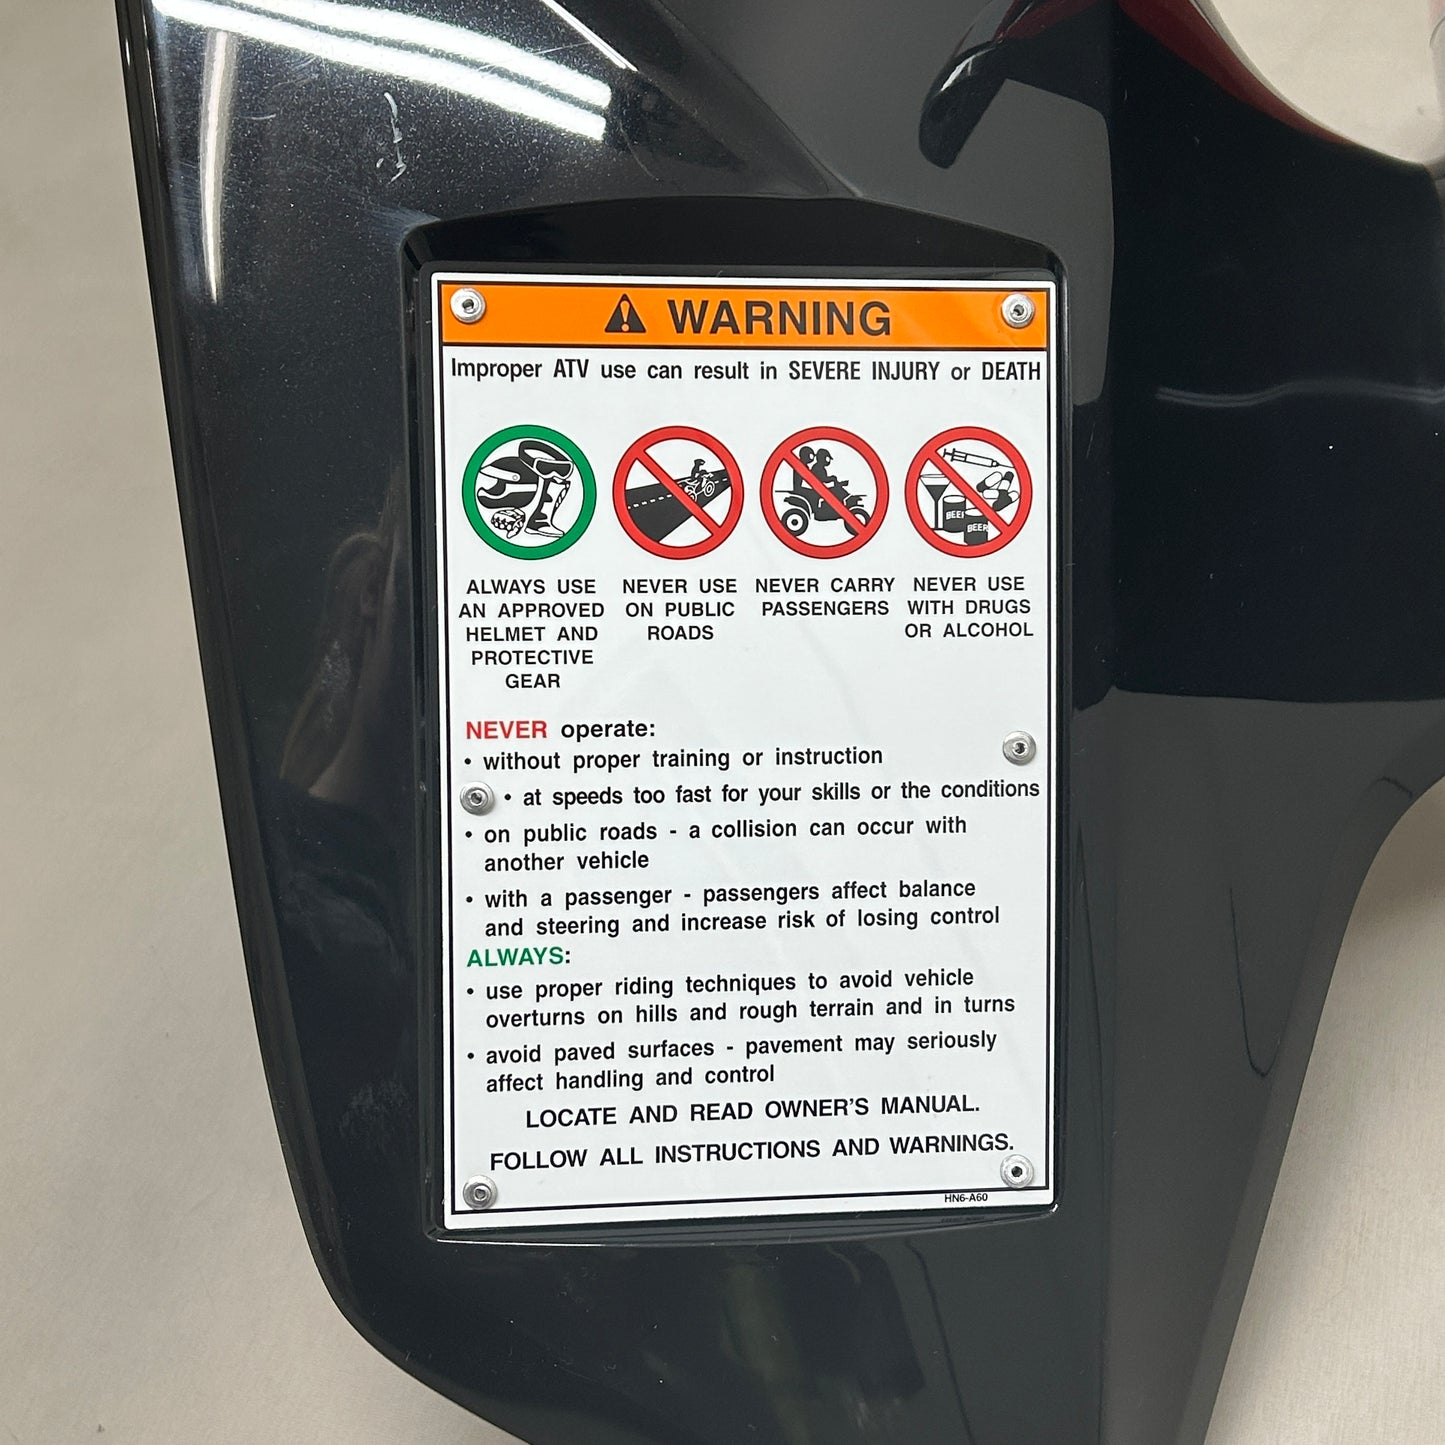 WARNING
Improper ATV use can result in SEVERE INJURY or DEATH
BEER
BEER
ALWAYS USE
AN APPROVED
HELMET AND
PROTECTIVE
GEAR
NEVER USE
ON PUBLIC
ROADS
NEVER CARRY
PASSENGERS
NEVER USE
WITH DRUGS
OR ALCOHOL
NEVER operate:
• without proper training or instruction
• at speeds too fast for your skills or the conditions
• on public roads - a collision can occur with
another vehicle
• with a passenger - passengers affect balance
and steering and increase risk of losing control
ALWAYS:
• use proper riding techniques to avoid vehicle
overturns on hills and rough terrain and in turns
• avoid paved surfaces - pavement may seriously
affect handling and control
LOCATE AND READ OWNER'S MANUAL.
FOLLOW ALL INSTRUCTIONS AND WARNINGS.
HN6-A60